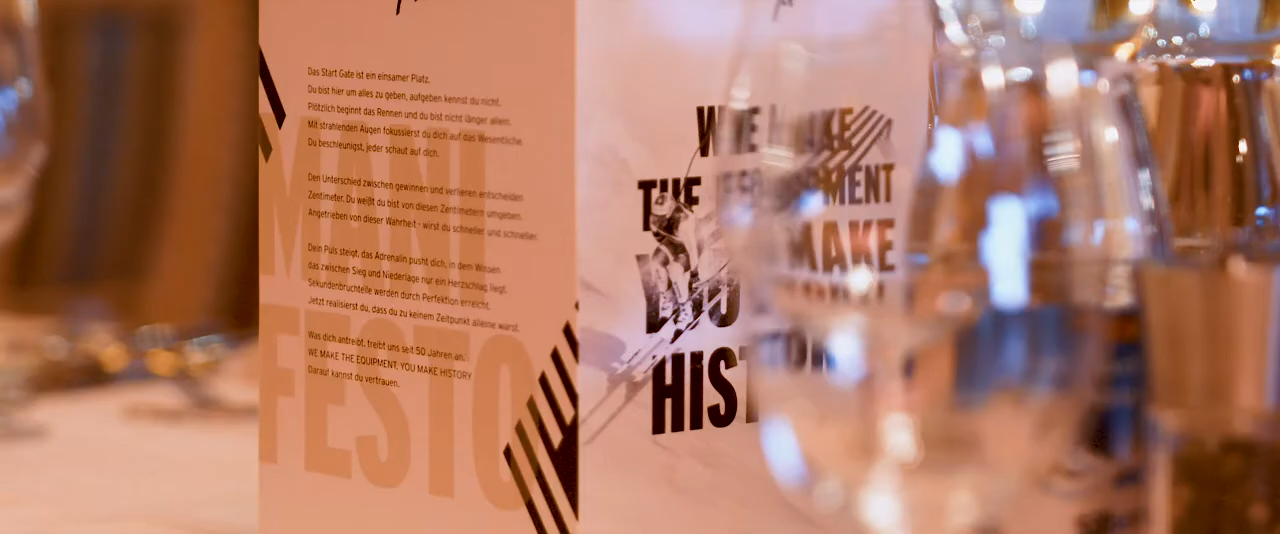 Das Start Gate ist ein einsamer Platz.
Du bist hier um alles zu geben, aufgeben kennst du nicht.
Plötzlich beginnt das Rennen und du bist nicht länger allein.
Mit strahlenden Augen fokussierst du dich auf das Wesentliche.
Du beschleunigst, jeder schaut auf dich.
Den Unterschied zwischen gewinnen und verlieren entscheiden
Zentimeter. Du weißt du bist von diesen Zentimetern umgeben.
Angetrieben von dieser Wahrheit - wirst du schneller und schneller.
Dein Puls steigt, das Adrenalin pusht dich, in dem Wissen
das zwischen Sieg und Niederlage nur ein Herzschlag liegt.
Sekundenbruchteile werden durch Perfektion erreicht.
Jetzt realisierst du, dass du zu keinem Zeitpunkt alleine warst.
Was dich antreibt, treibt uns seit 50 Jahren an.
WE MAKE THE EQUIPMENT, YOU MAKE HISTORY
Darauf kannst du vertrauen.
MANI
FESTO
WE MAKE
THE EQUIPMENT
YOU MAKE
HISTORY